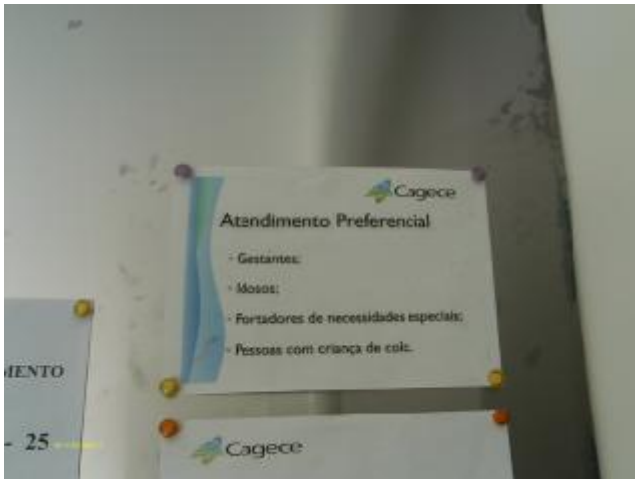 Cagece
Atendimento Preferencial
- Gestantes;
- Idosos;
- Portadores de necessidades especiais;
- Pessoas com criança de colo.
MENTO
- 25
Cagece